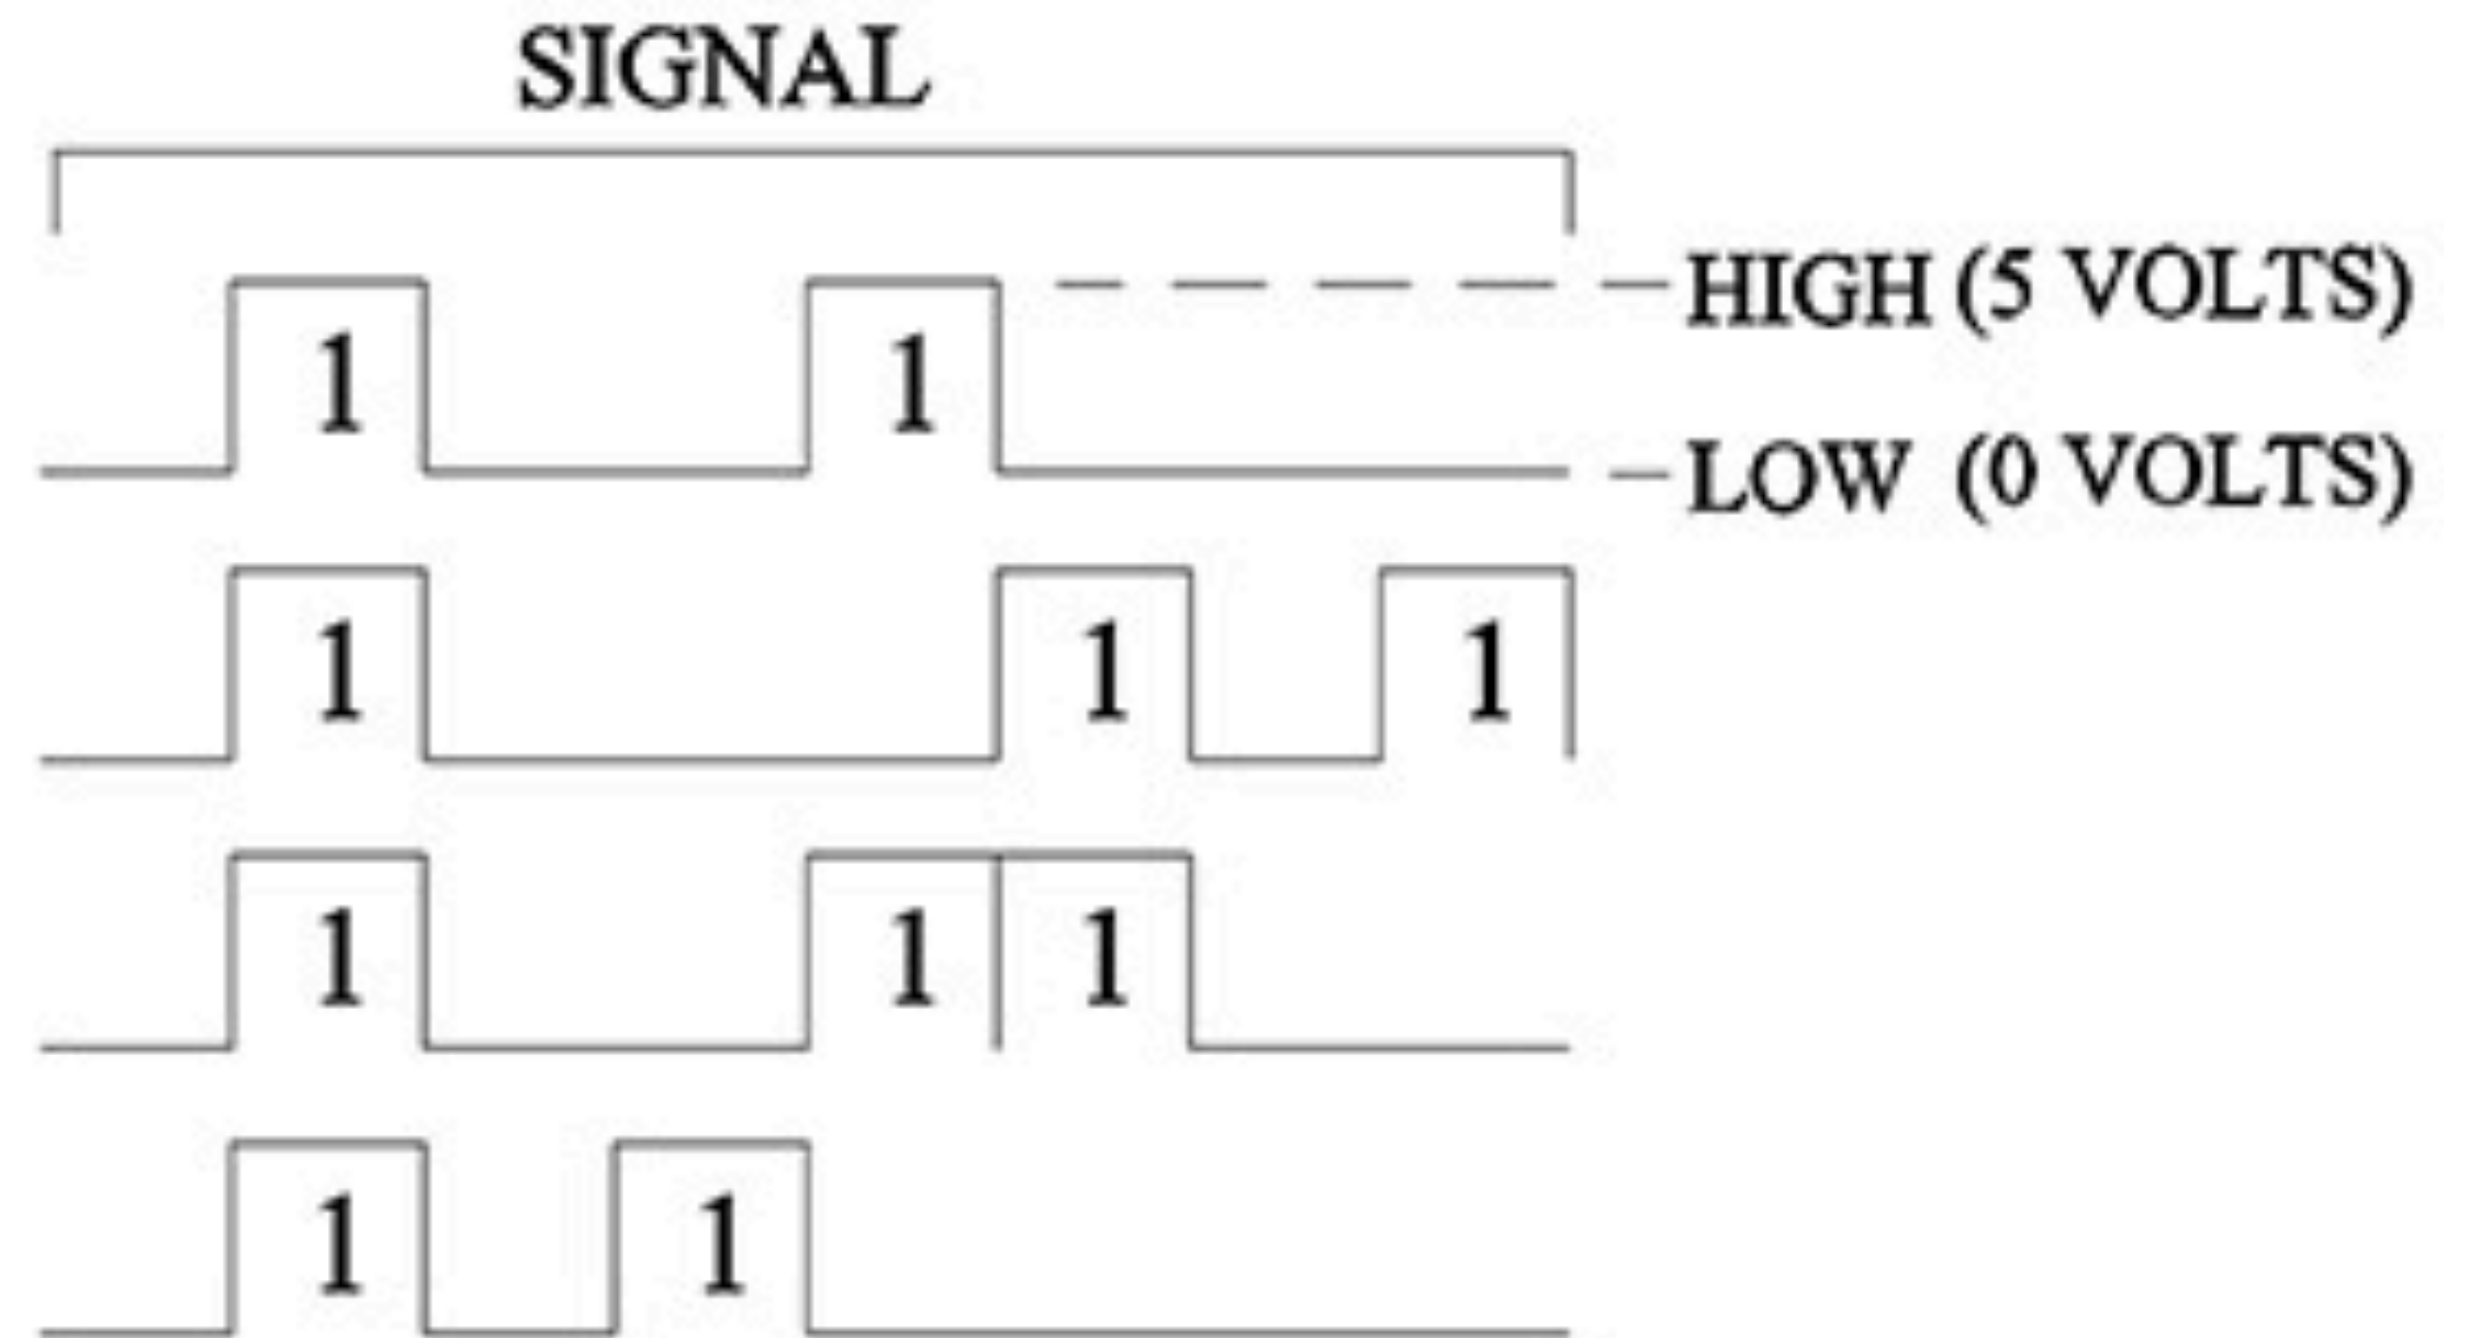 SIGNAL
1 1 HIGH (5 VOLTS)
LOW (0 VOLTS)
1 1 1
1 1 1
1 1